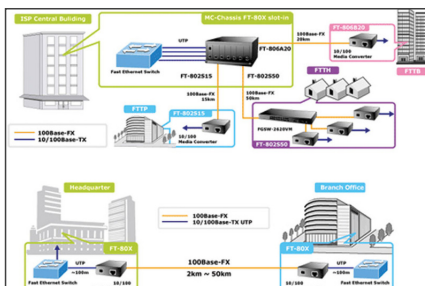 ISP Central Building
MC-Chassis FT-80X slot-in
UTP
FT-806A20
Fast Ethernet Switch
FT-802S15
FT-802S50
100Base-FX
20km
FT-806B20
10/100
Media Converter
FTTB
100Base-FX
15km
100Base-FX
50km
FTTH
FTTP
FT-802S15
10/100
Media Converter
FGSW-2620VM
FT-802S50
100Base-FX
10/100Base-TX
Headquarter
Branch Office
100Base-FX
10/100Base-TX UTP
FT-80X
FT-80X
UTP
~100m
Fast Ethernet Switch
10/100
100Base-FX
2km ~ 50km
UTP
~100m
10/100
Fast Ethernet Switch